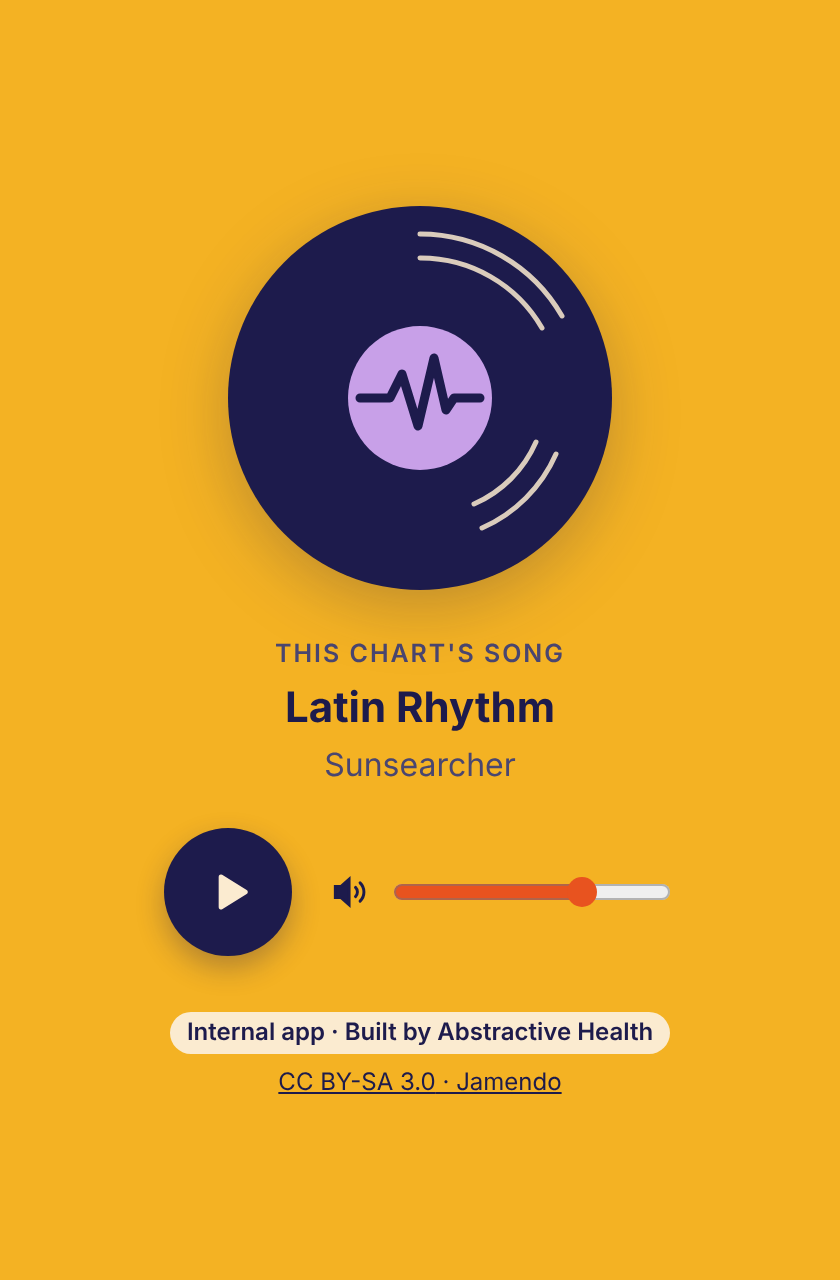 THIS CHART'S SONG
Latin Rhythm
Sunsearcher
Internal app · Built by Abstractive Health
CC BY-SA 3.0 · Jamendo